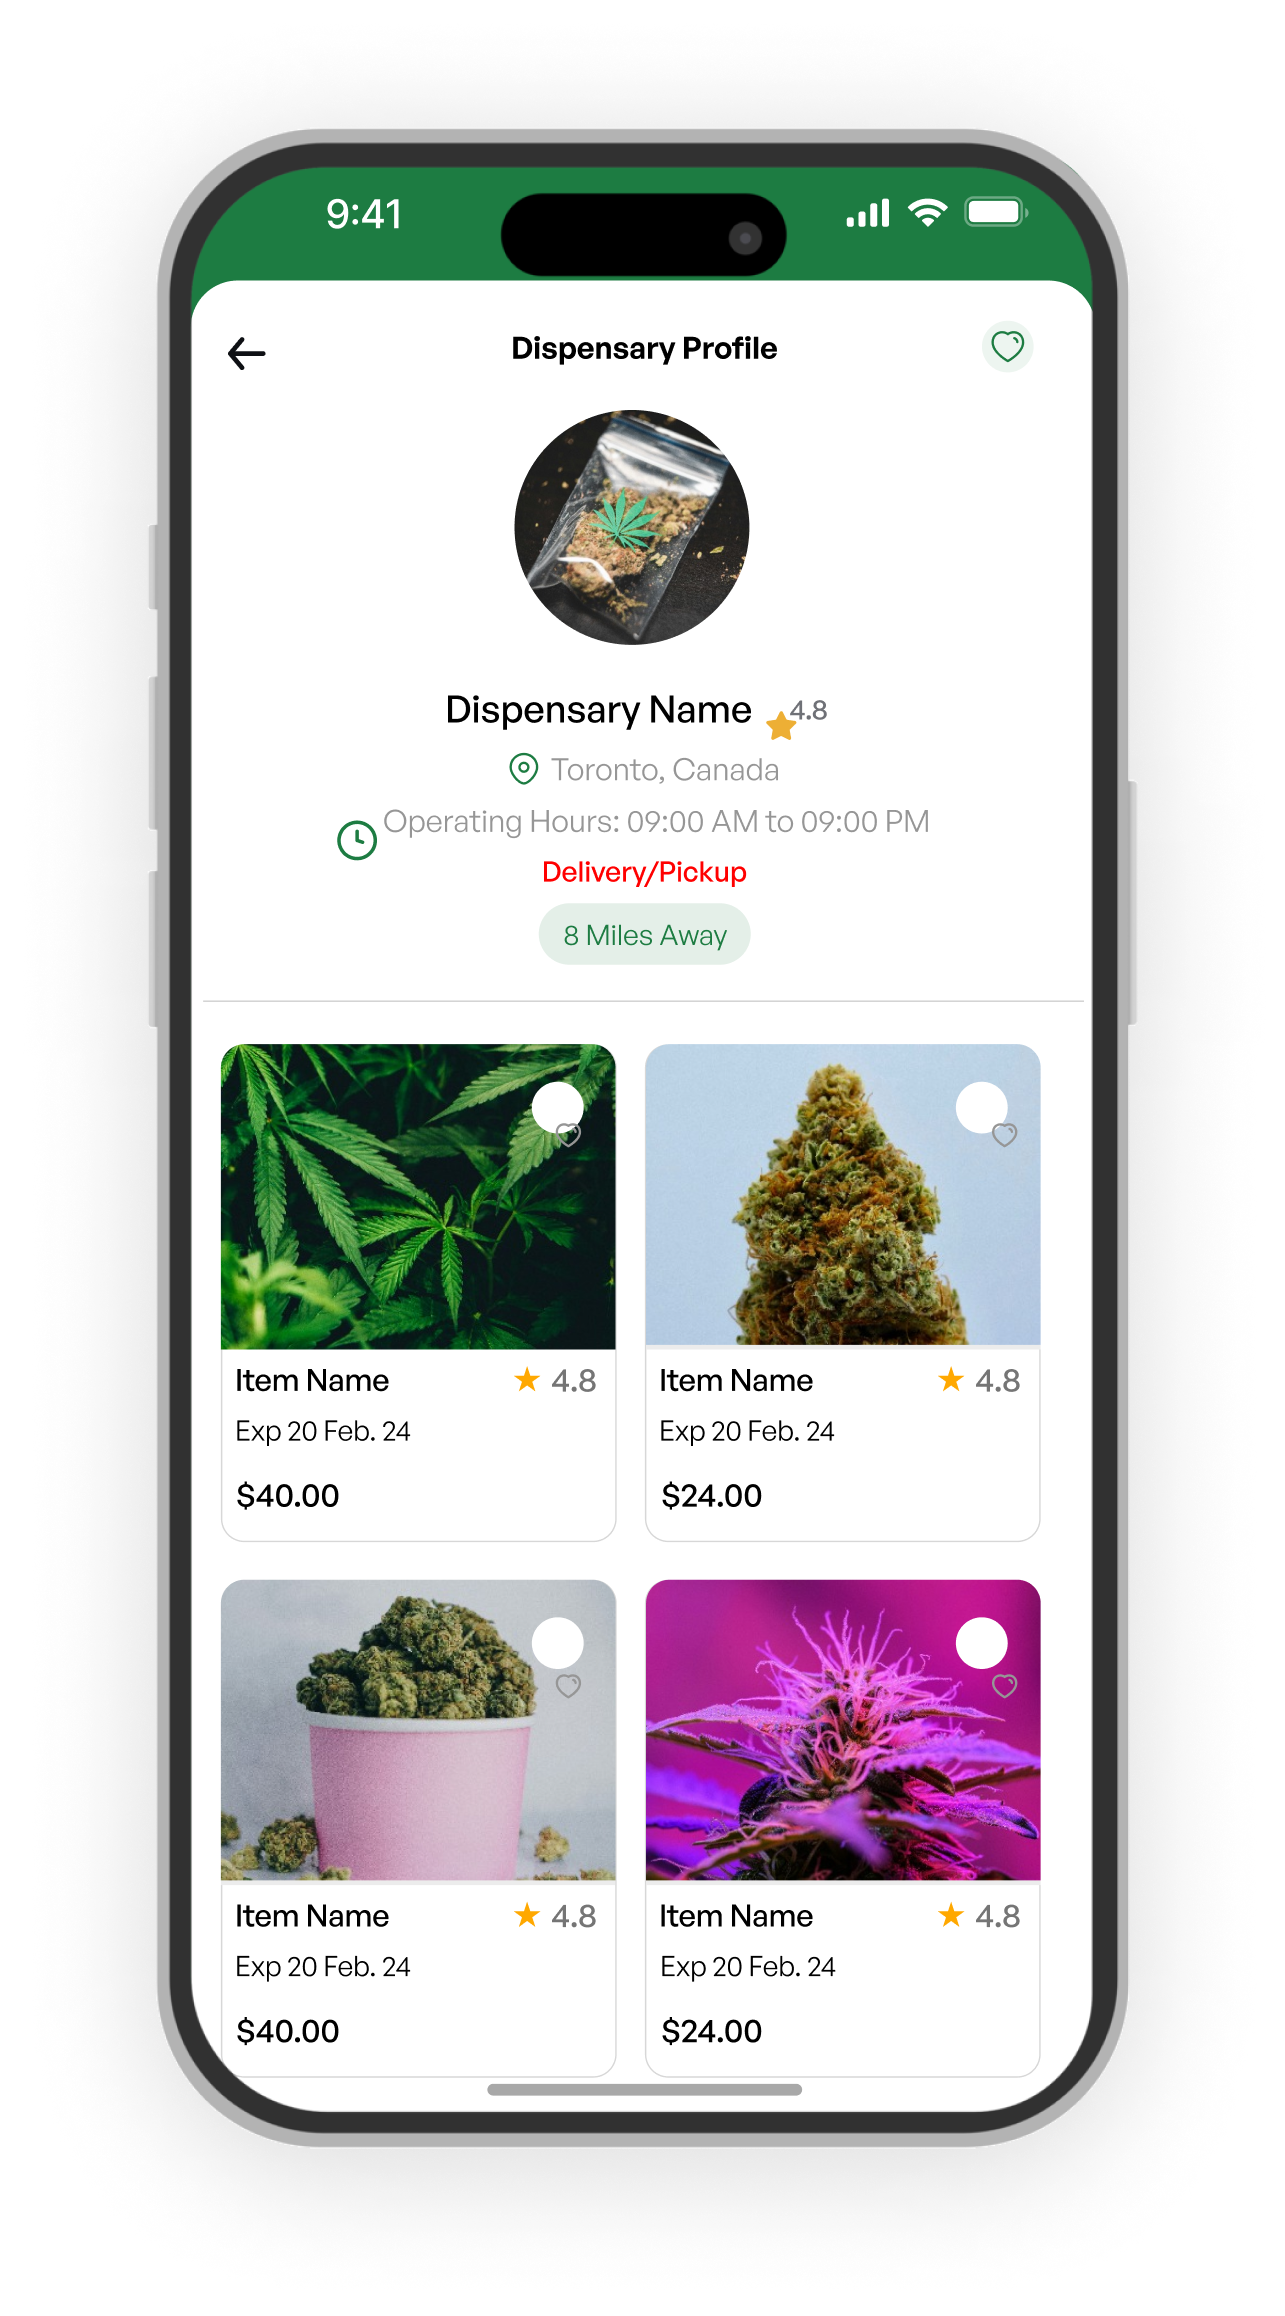 9:41
Dispensary Profile
Dispensary Name 4.8
Toronto, Canada
Operating Hours: 09:00 AM to 09:00 PM
Delivery/Pickup
8 Miles Away
Item Name 4.8
Exp 20 Feb. 24
$40.00
Item Name 4.8
Exp 20 Feb. 24
$24.00
Item Name 4.8
Exp 20 Feb. 24
$40.00
Item Name 4.8
Exp 20 Feb. 24
$24.00